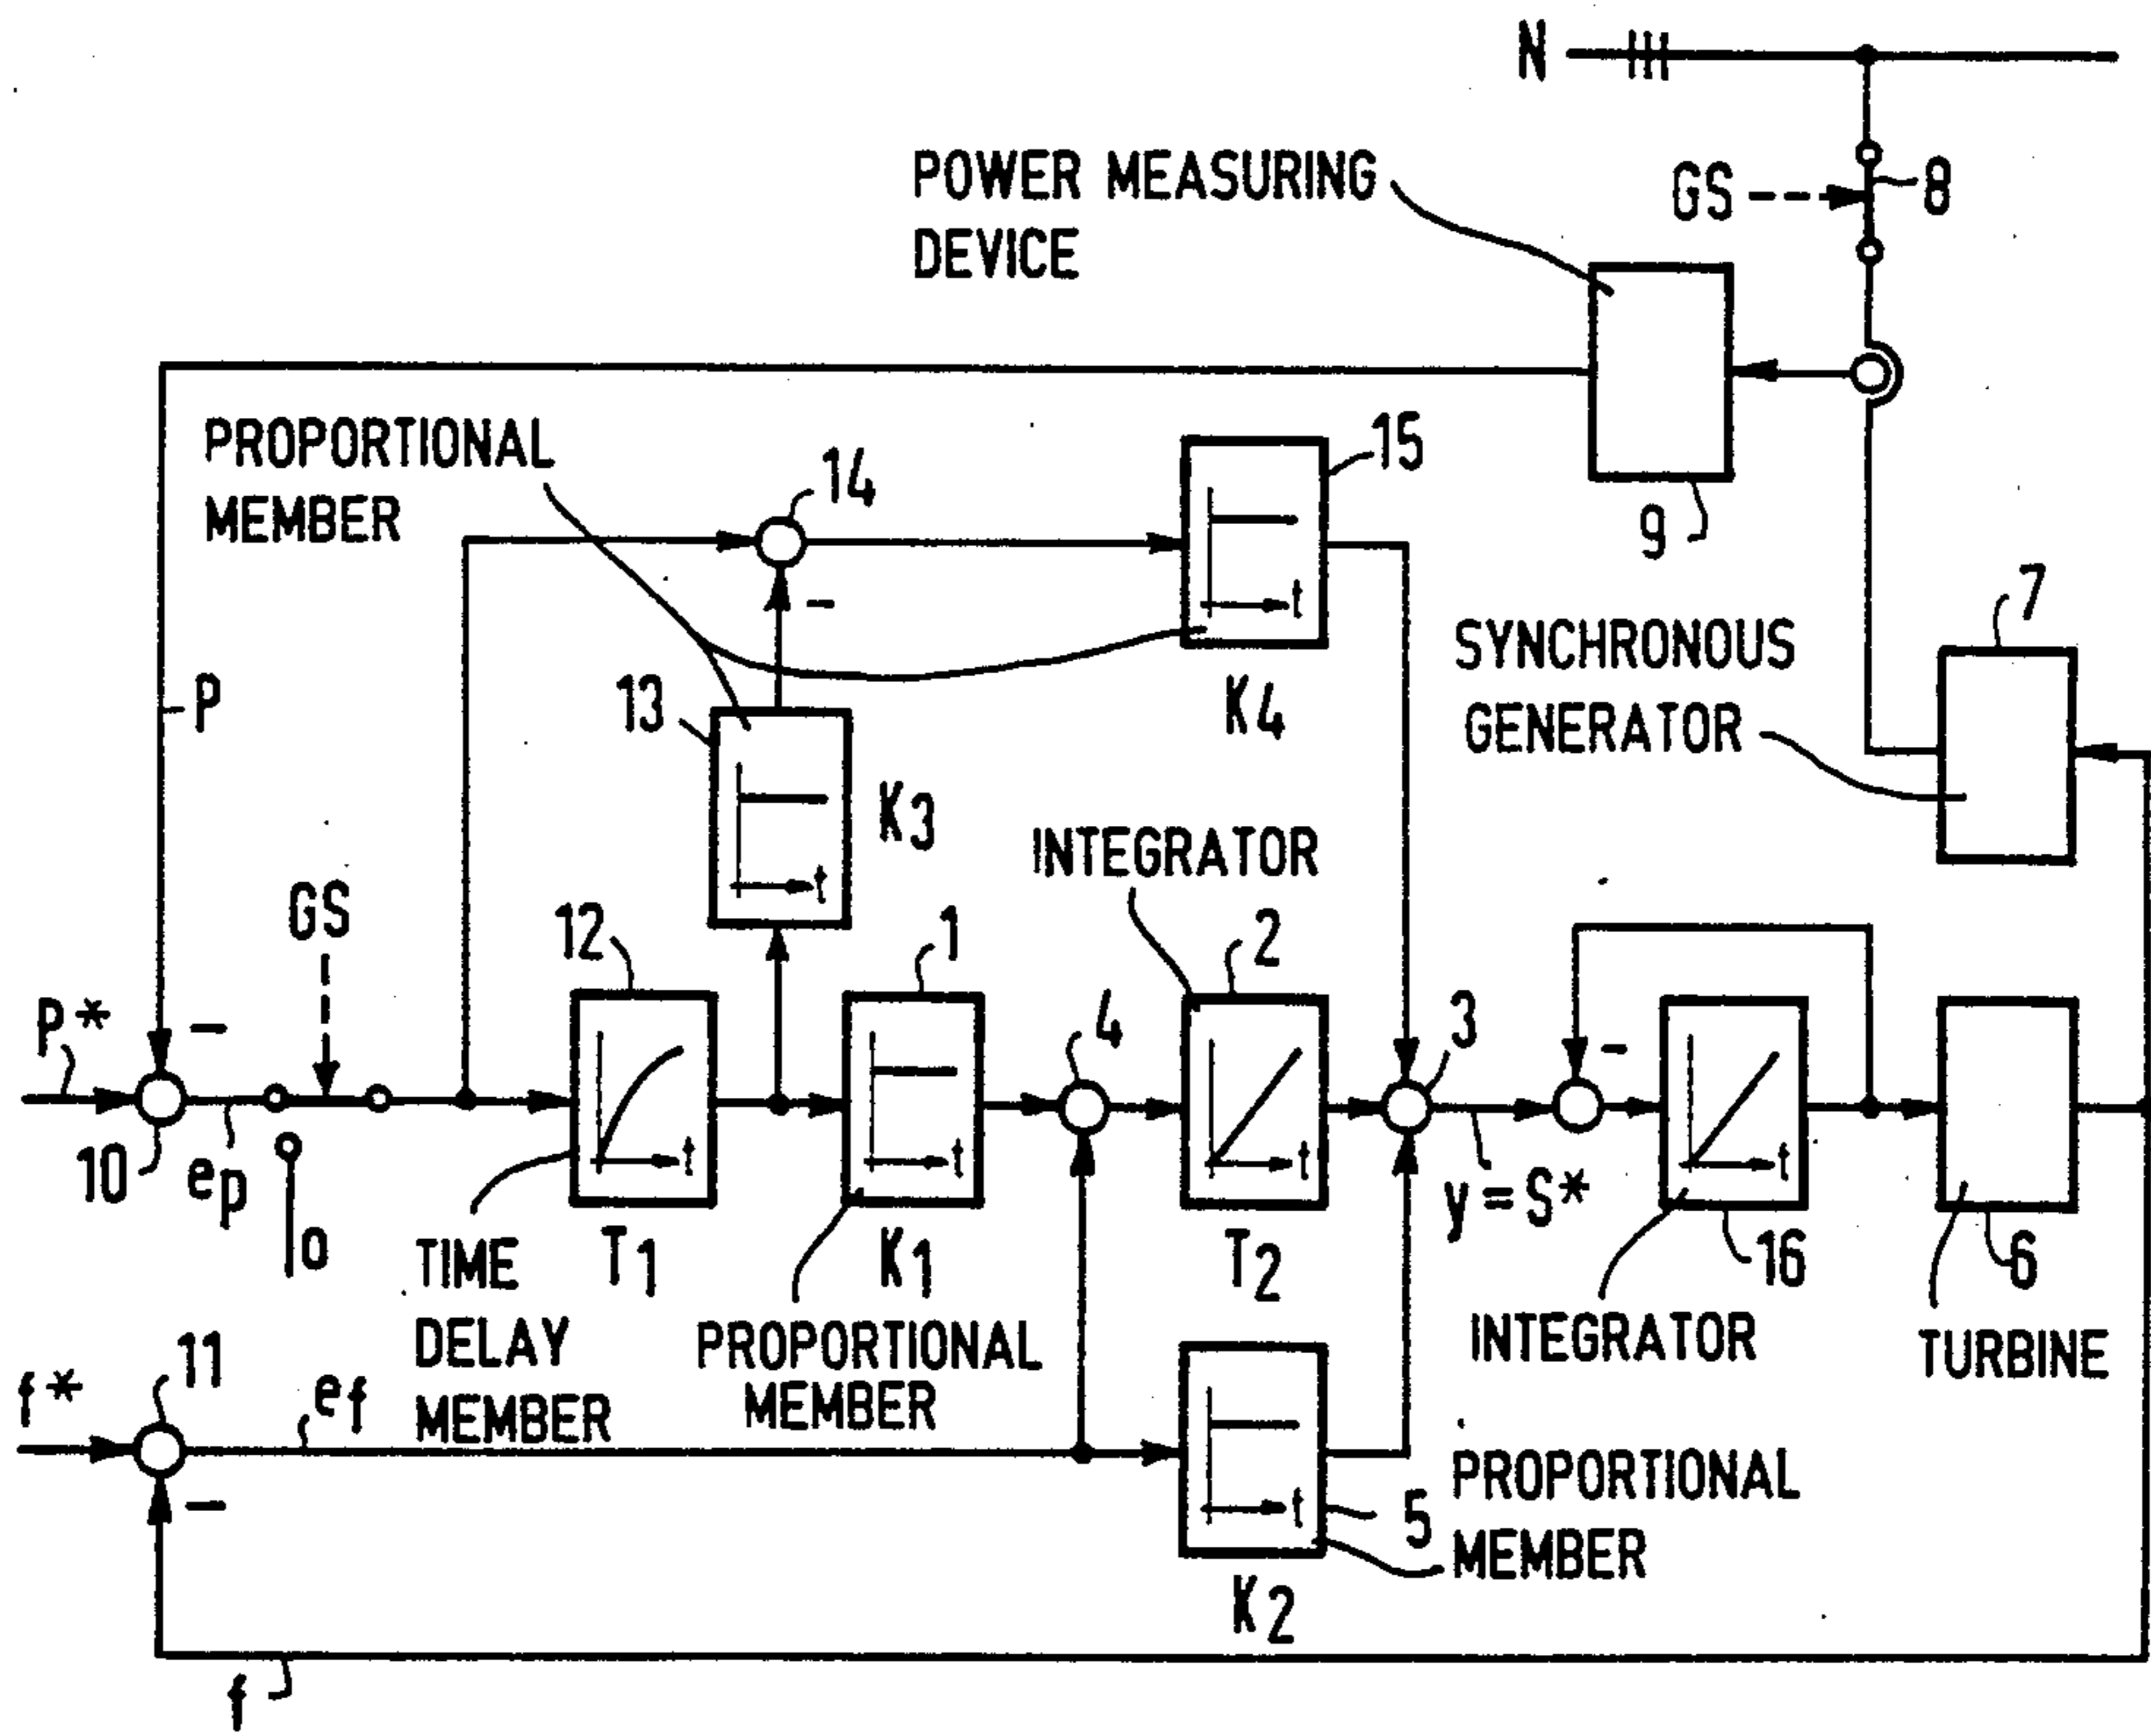 N
POWER MEASURING
DEVICE
GS
8
PROPORTIONAL
MEMBER
14
15
9
7
SYNCHRONOUS
GENERATOR
P
13
K4
K3
INTEGRATOR
GS
12
1
2
P*
4
3
-
-
-
10
ep
o
t
t
t
t
t
t
t
y=S*
16
6
TIME
DELAY
MEMBER
T1
K1
T2
PROPORTIONAL
MEMBER
INTEGRATOR
TURBINE
11
f*
ef
-
5
PROPORTIONAL
MEMBER
K2
f